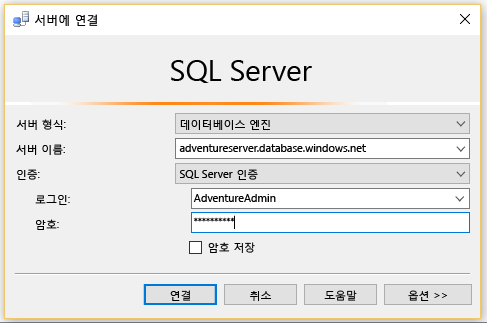 서버에 연결
SQL Server
서버 형식: 데이터베이스 엔진
서버 이름: adventureserver.database.windows.net
인증: SQL Server 인증
로그인: AdventureAdmin
암호: **********
암호 저장
연결 취소 도움말 옵션 >>